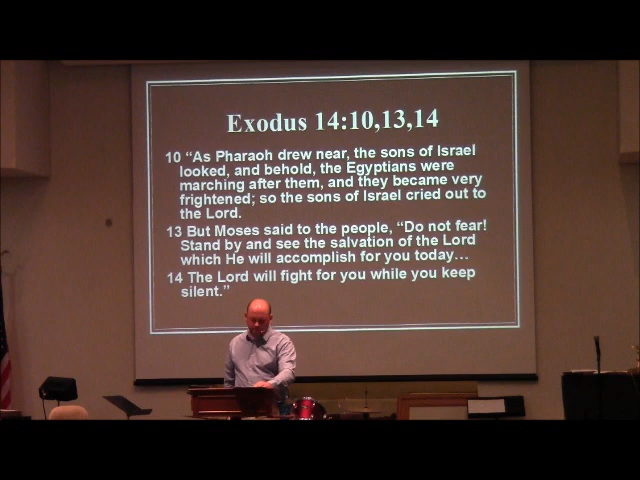 Exodus 14:10,13,14
10 “As Pharaoh drew near, the sons of Israel
looked, and behold, the Egyptians were
marching after them, and they became very
frightened; so the sons of Israel cried out to
the Lord.
13 But Moses said to the people, “Do not fear!
Stand by and see the salvation of the Lord
which He will accomplish for you today…
14 The Lord will fight for you while you keep
silent.”